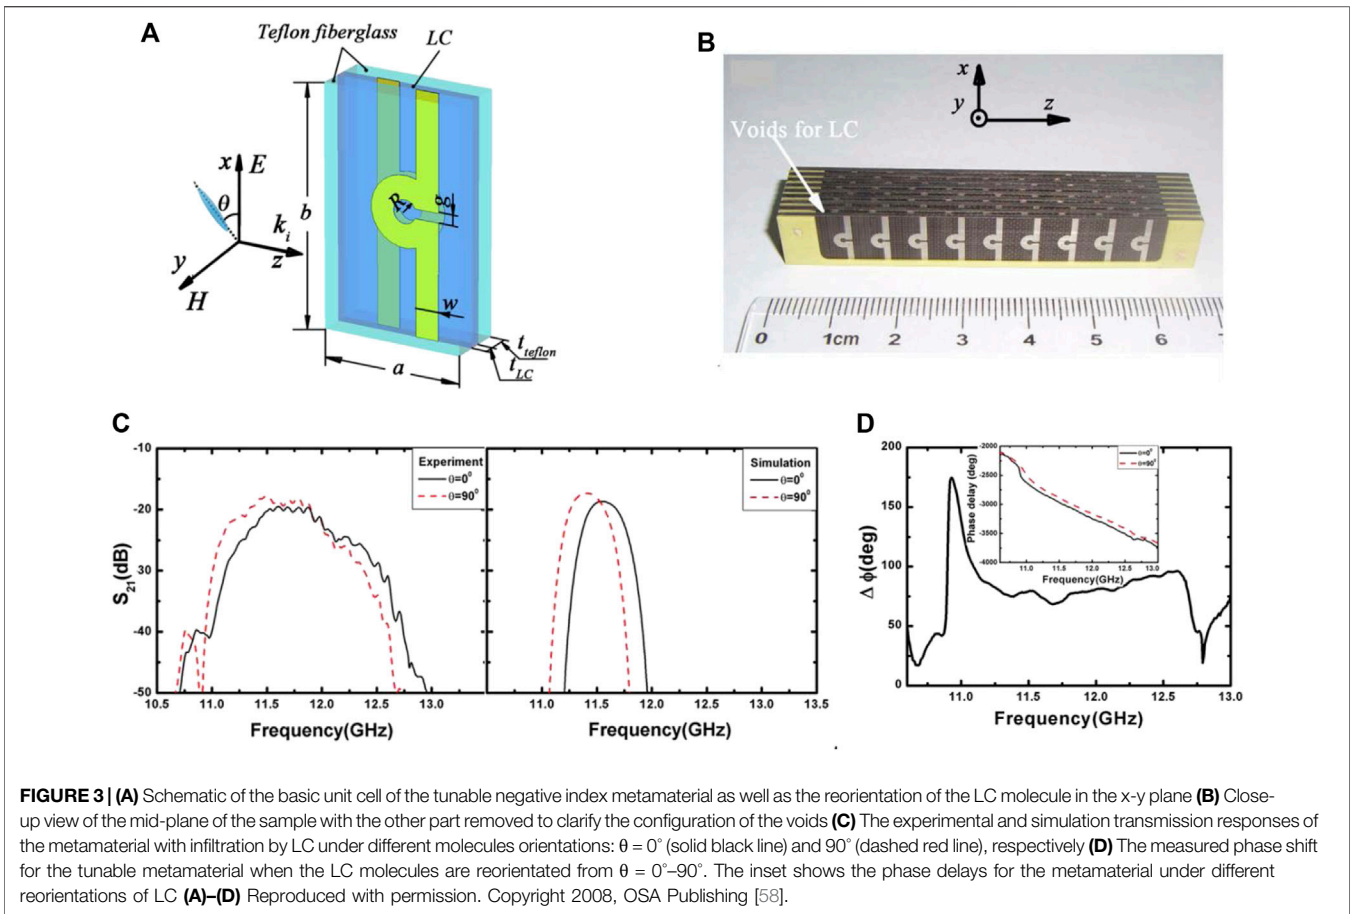 A
Teflon fiberglass
LC
x
E
θ
b
R
g
k_i
z
y
H
w
t_teflon
t_LC
a
B
x
y
z
Voids for LC
0
1cm
2
3
4
5
6
C
-10
-20
-30
-40
-50
S21(dB)
Experiment
θ=0°
θ=90°
10.5 11.0 11.5 12.0 12.5 13.0
Frequency(GHz)
Simulation
θ=0°
θ=90°
11.0 11.5 12.0 12.5 13.0 13.5
Frequency(GHz)
D
200
150
100
50
0
Δ ϕ(deg)
11.0 11.5 12.0 12.5 13.0
Frequency(GHz)
-2000
-2500
-3000
-3500
-4000
Phase delay (deg)
θ=0°
θ=90°
11.0 11.5 12.0 12.5 13.0
Frequency(GHz)
FIGURE 3 | (A) Schematic of the basic unit cell of the tunable negative index metamaterial as well as the reorientation of the LC molecule in the x-y plane (B) Close-
up view of the mid-plane of the sample with the other part removed to clarify the configuration of the voids (C) The experimental and simulation transmission responses of
the metamaterial with infiltration by LC under different molecules orientations: θ = 0° (solid black line) and 90° (dashed red line), respectively (D) The measured phase shift
for the tunable metamaterial when the LC molecules are reorientated from θ = 0°–90°. The inset shows the phase delays for the metamaterial under different
reorientations of LC (A)–(D) Reproduced with permission. Copyright 2008, OSA Publishing [58].